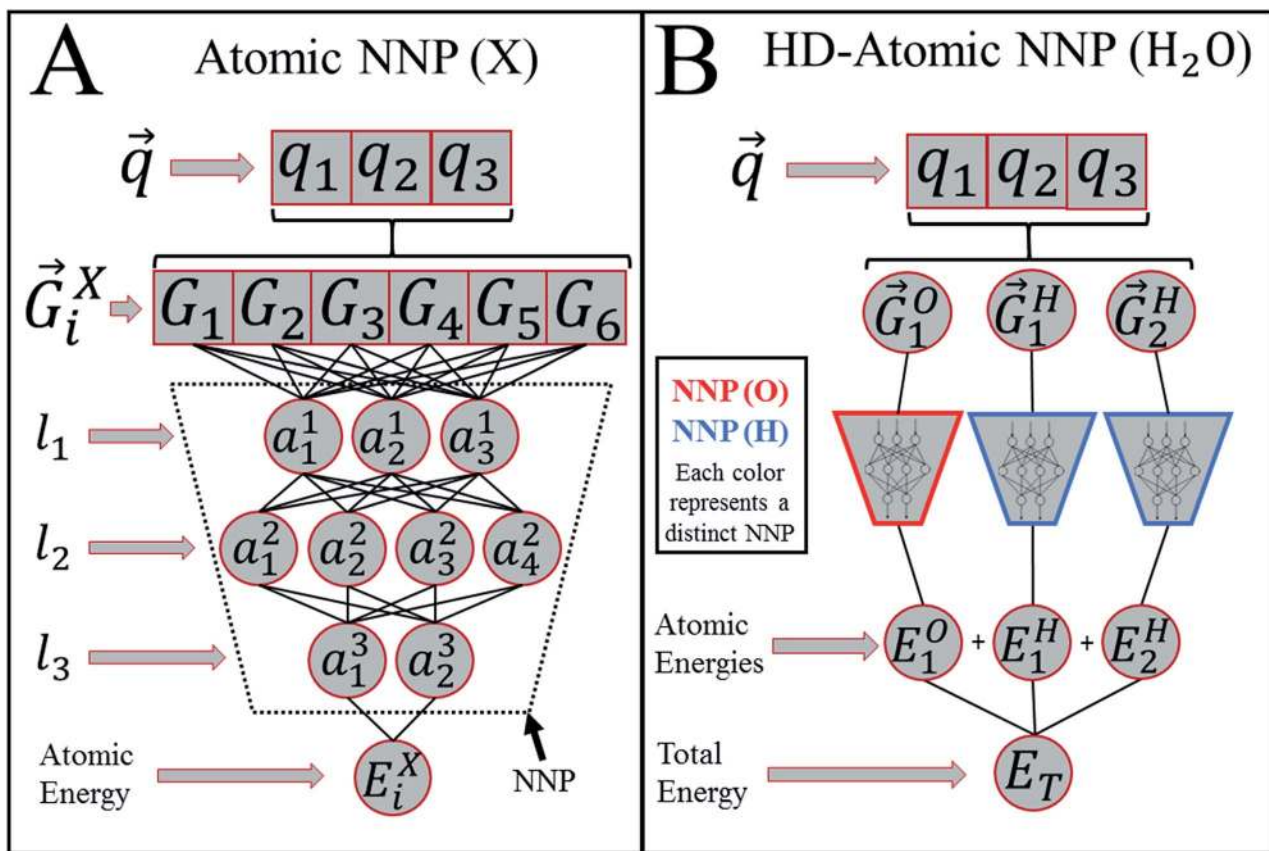 A
Atomic NNP (X)
q⃗
q₁ q₂ q₃
G⃗ᵢˣ
G₁ G₂ G₃ G₄ G₅ G₆
l₁
a₁¹ a₂¹ a₃¹
l₂
a₁² a₂² a₃² a₄²
l₃
a₁³ a₂³
Atomic
Energy
Eᵢˣ
NNP
B
HD-Atomic NNP (H₂O)
q⃗
q₁ q₂ q₃
G⃗₁ᴼ G⃗₁ᴴ G⃗₂ᴴ
NNP (O)
NNP (H)
Each color
represents a
distinct NNP
Atomic
Energies
E₁ᴼ + E₁ᴴ + E₂ᴴ
Total
Energy
E_T